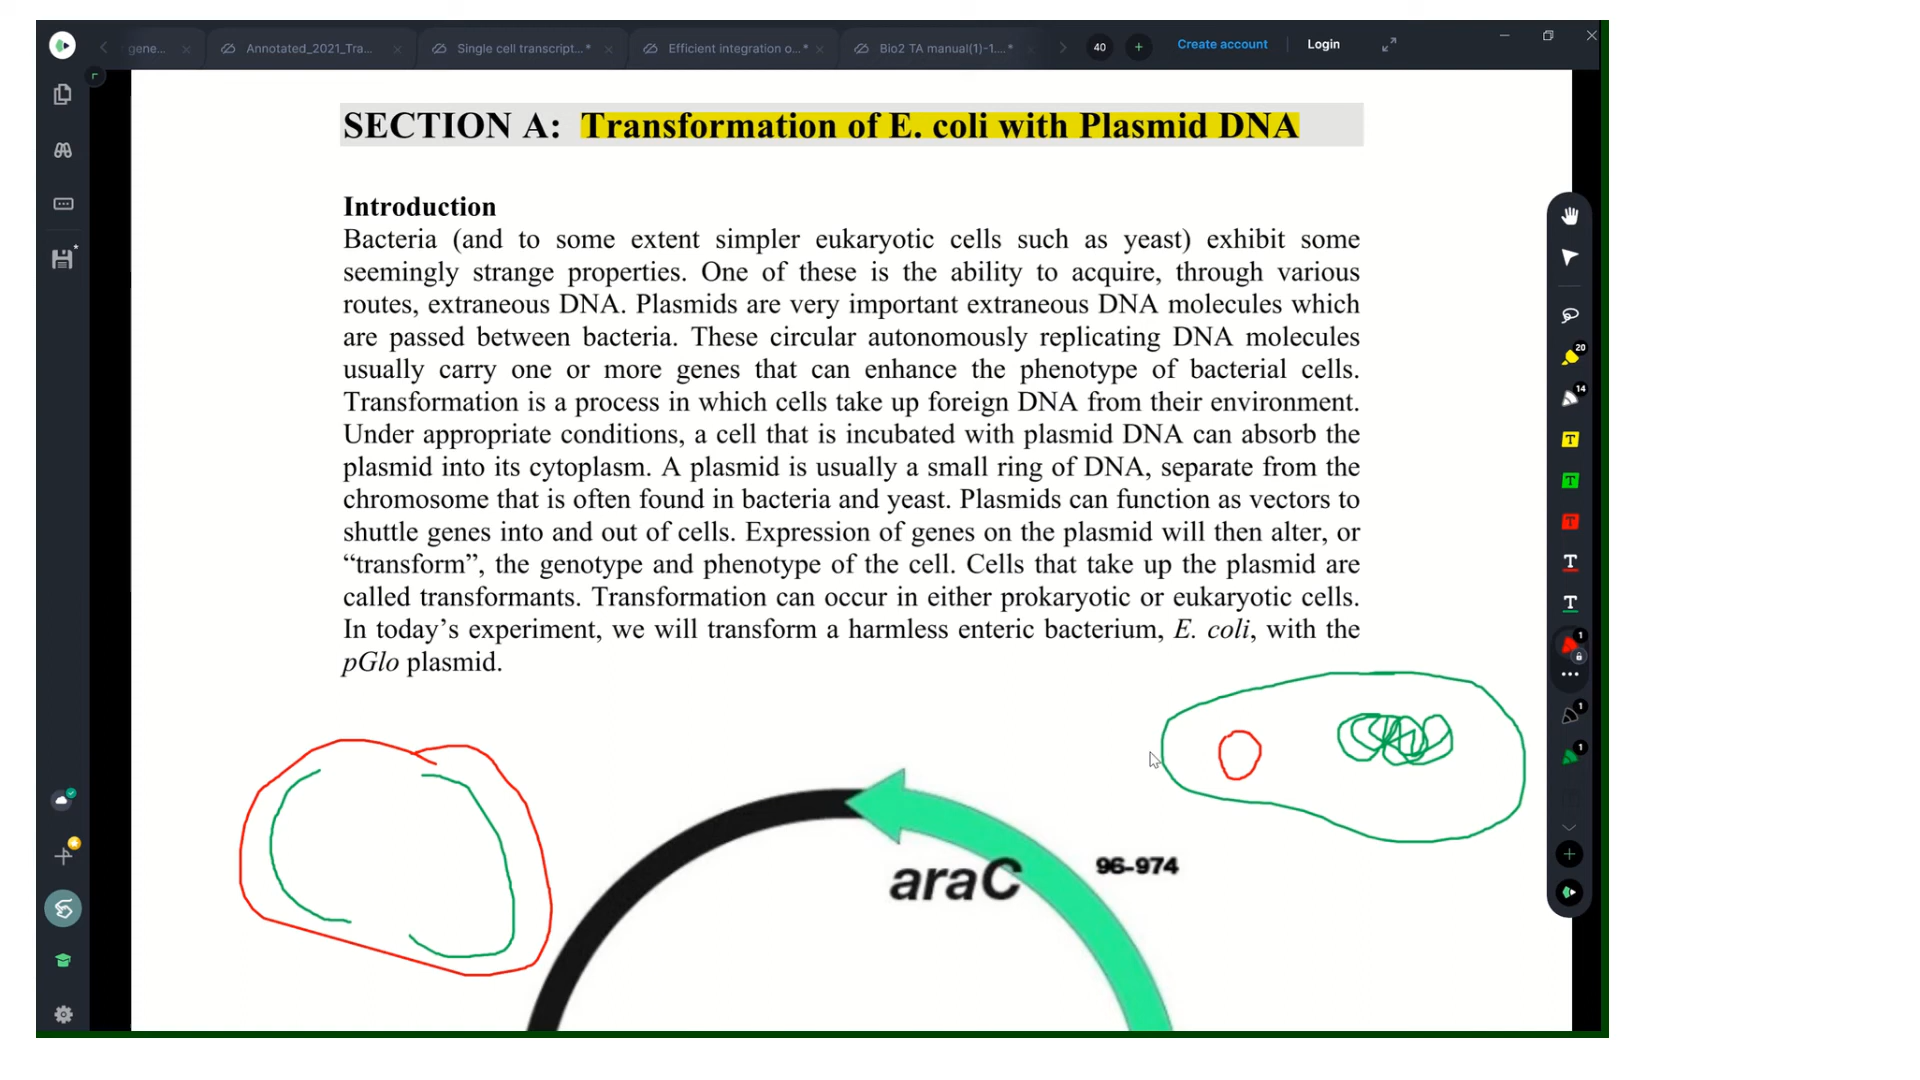 gene...
Annotated_2021_Tra...
Single cell transcript...*
Efficient integration o...*
Bio2 TA manual(1)-1....*
40
Create account
Login
SECTION A: Transformation of E. coli with Plasmid DNA
Introduction
Bacteria (and to some extent simpler eukaryotic cells such as yeast) exhibit some
seemingly strange properties. One of these is the ability to acquire, through various
routes, extraneous DNA. Plasmids are very important extraneous DNA molecules which
are passed between bacteria. These circular autonomously replicating DNA molecules
usually carry one or more genes that can enhance the phenotype of bacterial cells.
Transformation is a process in which cells take up foreign DNA from their environment.
Under appropriate conditions, a cell that is incubated with plasmid DNA can absorb the
plasmid into its cytoplasm. A plasmid is usually a small ring of DNA, separate from the
chromosome that is often found in bacteria and yeast. Plasmids can function as vectors to
shuttle genes into and out of cells. Expression of genes on the plasmid will then alter, or
“transform”, the genotype and phenotype of the cell. Cells that take up the plasmid are
called transformants. Transformation can occur in either prokaryotic or eukaryotic cells.
In today’s experiment, we will transform a harmless enteric bacterium, E. coli, with the
pGlo plasmid.
araC
96-974
20
14
T
T
T
T
T
1
1
1